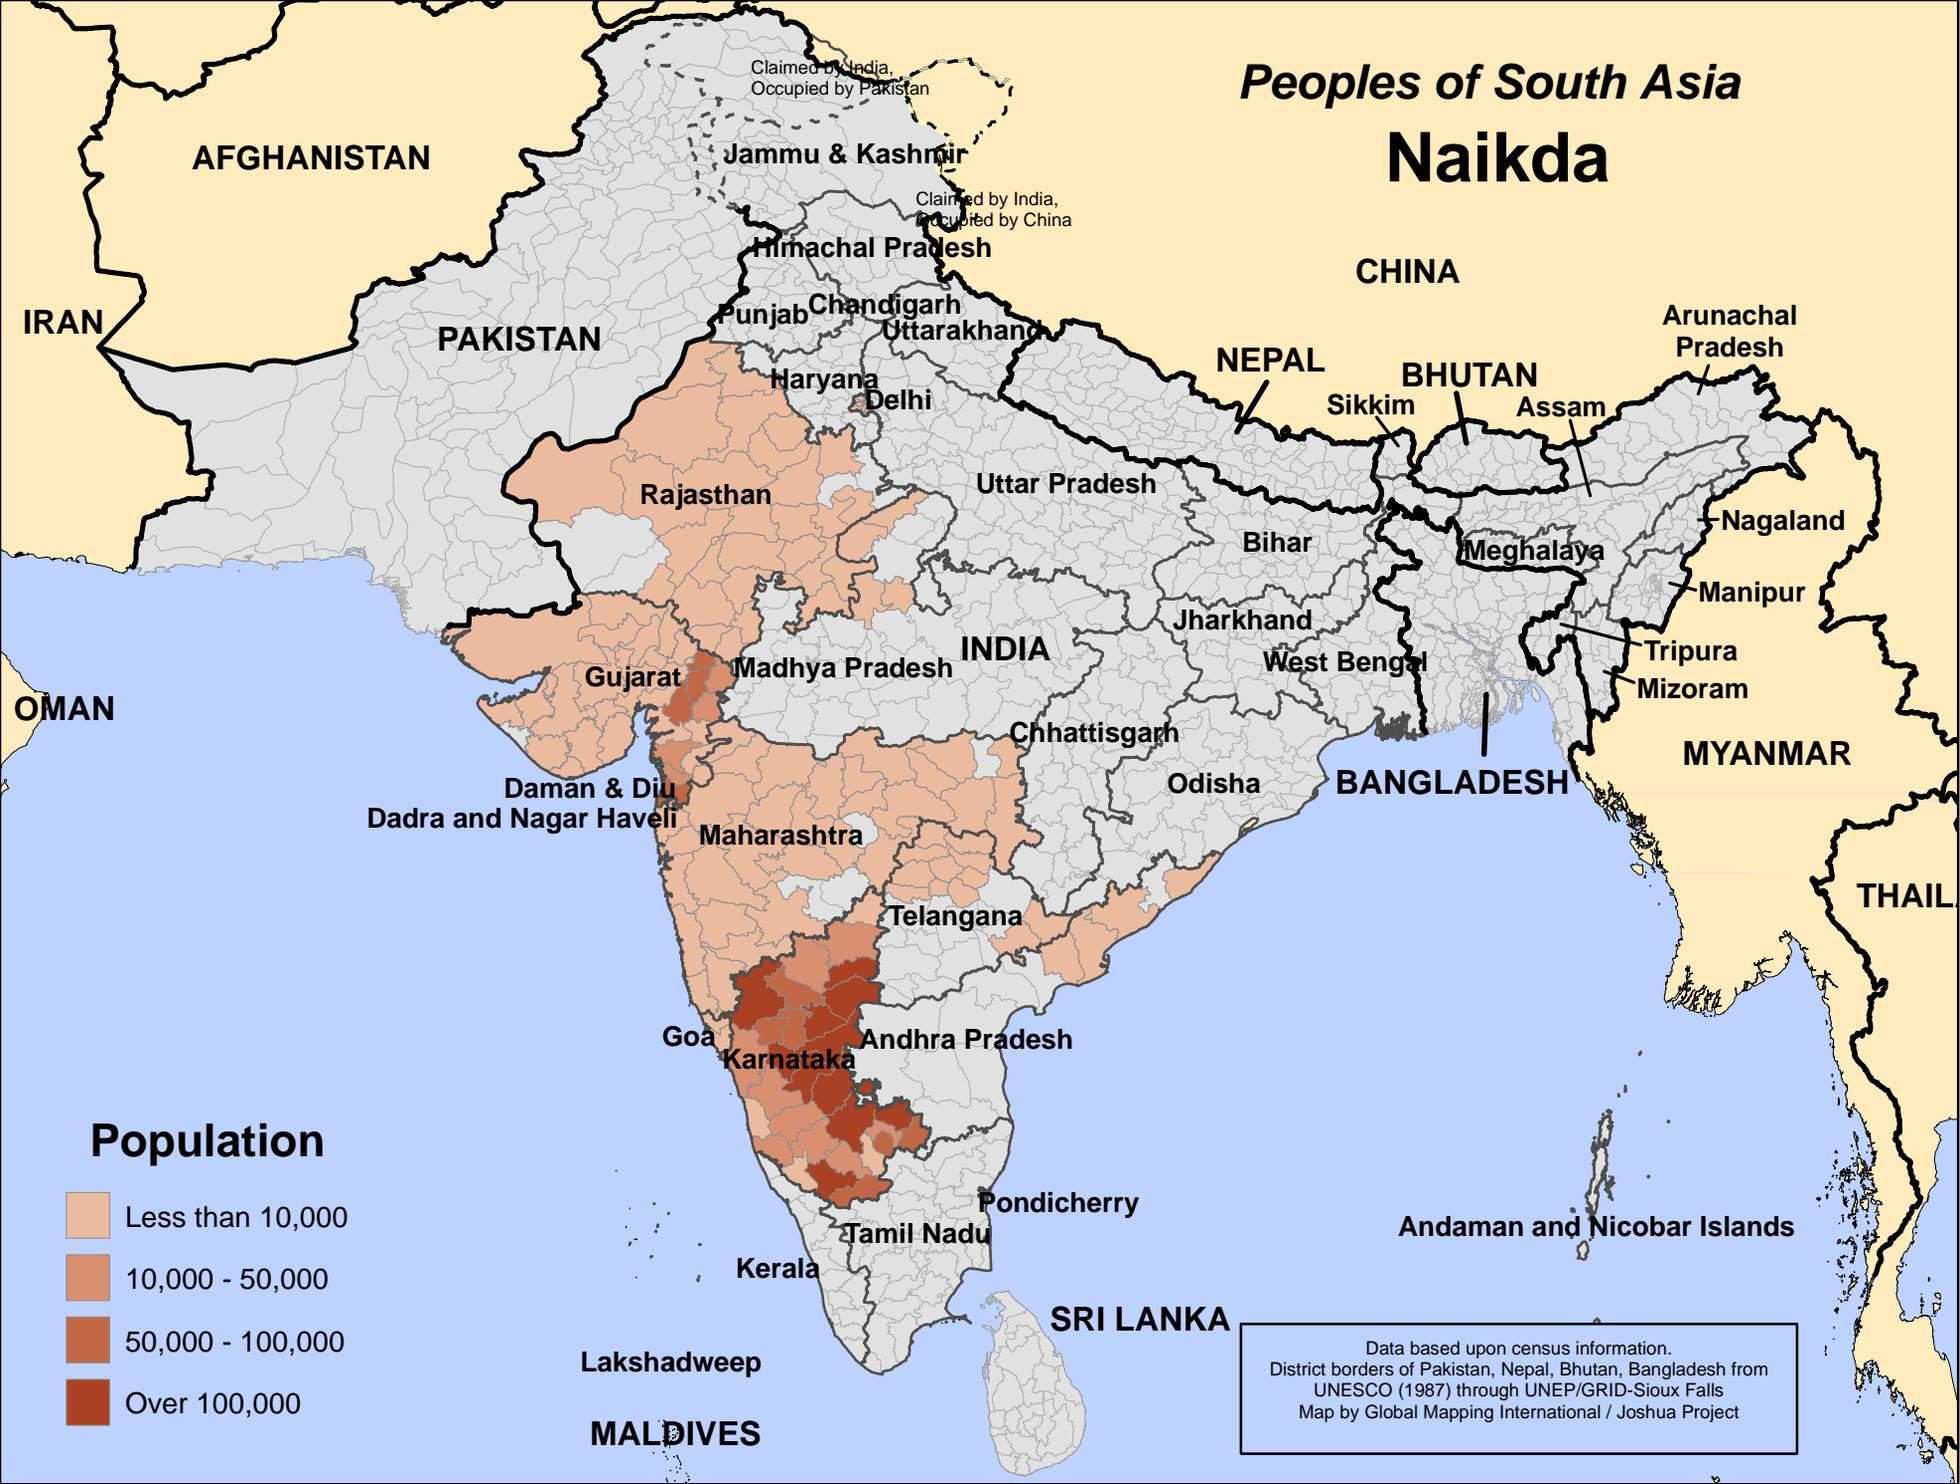 Peoples of South Asia
Naikda
Claimed by India,
Occupied by Pakistan
AFGHANISTAN
Jammu & Kashmir
Claimed by India,
Occupied by China
Himachal Pradesh
CHINA
IRAN
PAKISTAN
Punjab
Chandigarh
Uttarakhand
Arunachal
Pradesh
NEPAL
BHUTAN
Haryana
Delhi
Sikkim
Assam
Rajasthan
Uttar Pradesh
Nagaland
Bihar
Meghalaya
Manipur
Jharkhand
INDIA
Tripura
West Bengal
Gujarat
Madhya Pradesh
Mizoram
OMAN
Chhattisgarh
MYANMAR
Odisha
BANGLADESH
Daman & Diu
Dadra and Nagar Haveli
Maharashtra
THAIL
Telangana
Goa
Andhra Pradesh
Karnataka
Pondicherry
Andaman and Nicobar Islands
Tamil Nadu
Kerala
SRI LANKA
Lakshadweep
MALDIVES
Population
Less than 10,000
10,000 - 50,000
50,000 - 100,000
Over 100,000
Data based upon census information.
District borders of Pakistan, Nepal, Bhutan, Bangladesh from
UNESCO (1987) through UNEP/GRID-Sioux Falls
Map by Global Mapping International / Joshua Project